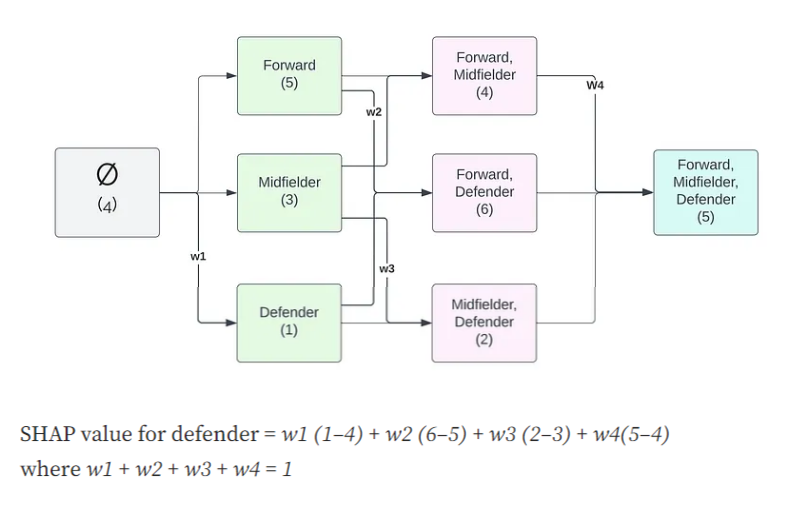 Forward
(5)
Forward,
Midfielder
(4)
W4
w2
∅
(4)
Midfielder
(3)
Forward,
Defender
(6)
Forward,
Midfielder,
Defender
(5)
w1
w3
Defender
(1)
Midfielder,
Defender
(2)
SHAP value for defender = w1 (1–4) + w2 (6–5) + w3 (2–3) + w4(5–4)
where w1 + w2 + w3 + w4 = 1